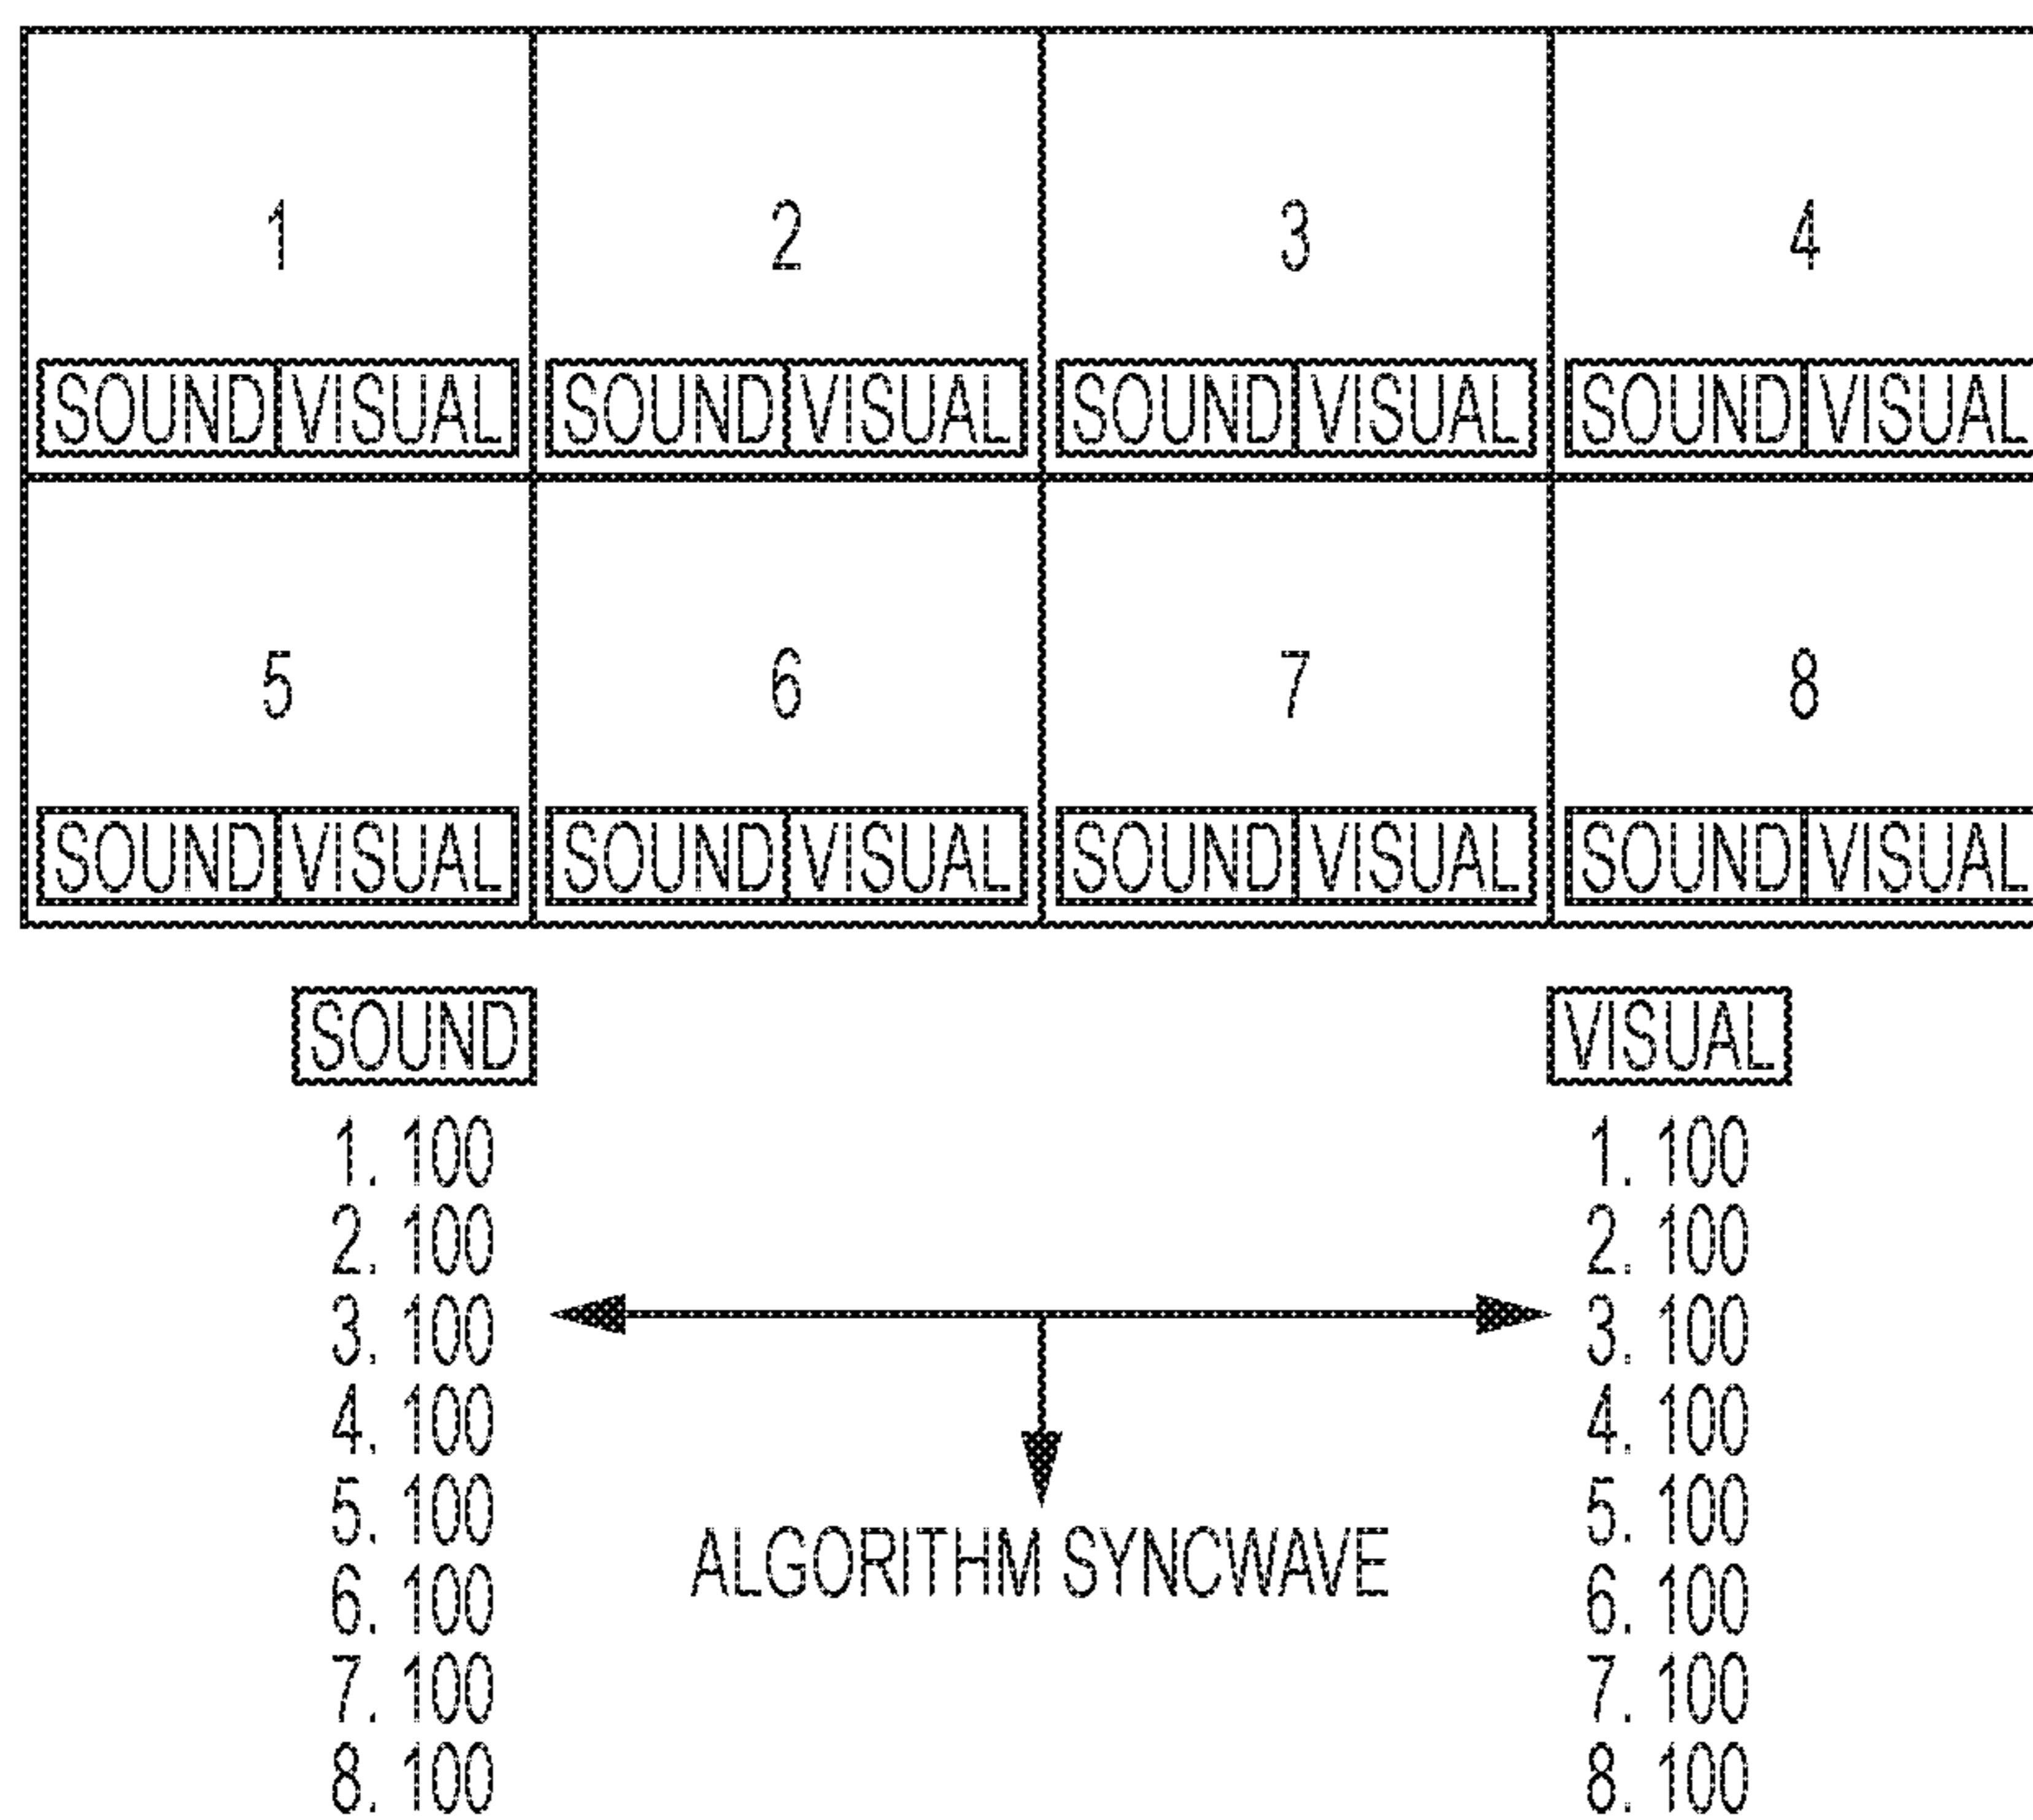 1 2 3 4
SOUND VISUAL SOUND VISUAL SOUND VISUAL SOUND VISUAL
5 6 7 8
SOUND VISUAL SOUND VISUAL SOUND VISUAL SOUND VISUAL
SOUND VISUAL
1. 100 1. 100
2. 100 2. 100
3. 100 3. 100
4. 100 4. 100
5. 100 5. 100
ALGORITHM SYNCWAVE
6. 100 6. 100
7. 100 7. 100
8. 100 8. 100